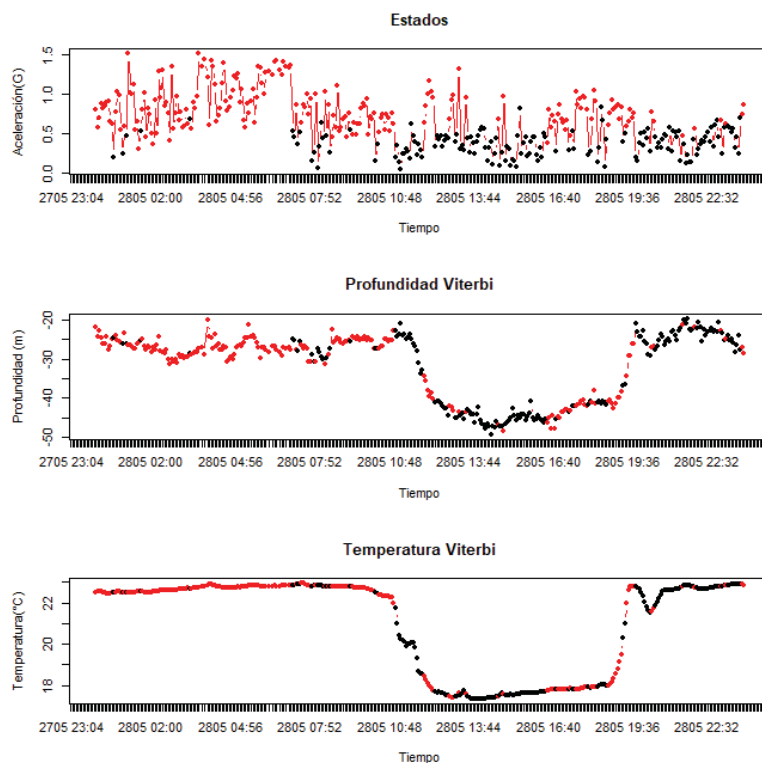 Estados
Aceleración(G)
1.5
1.0
0.5
0.0
2705 23:04 2805 02:00 2805 04:56 2805 07:52 2805 10:48 2805 13:44 2805 16:40 2805 19:36 2805 22:32
Tiempo
Profundidad Viterbi
Profundidad (m)
-20
-30
-40
-50
2705 23:04 2805 02:00 2805 04:56 2805 07:52 2805 10:48 2805 13:44 2805 16:40 2805 19:36 2805 22:32
Tiempo
Temperatura Viterbi
Temperatura(ºC)
22
20
18
2705 23:04 2805 02:00 2805 04:56 2805 07:52 2805 10:48 2805 13:44 2805 16:40 2805 19:36 2805 22:32
Tiempo